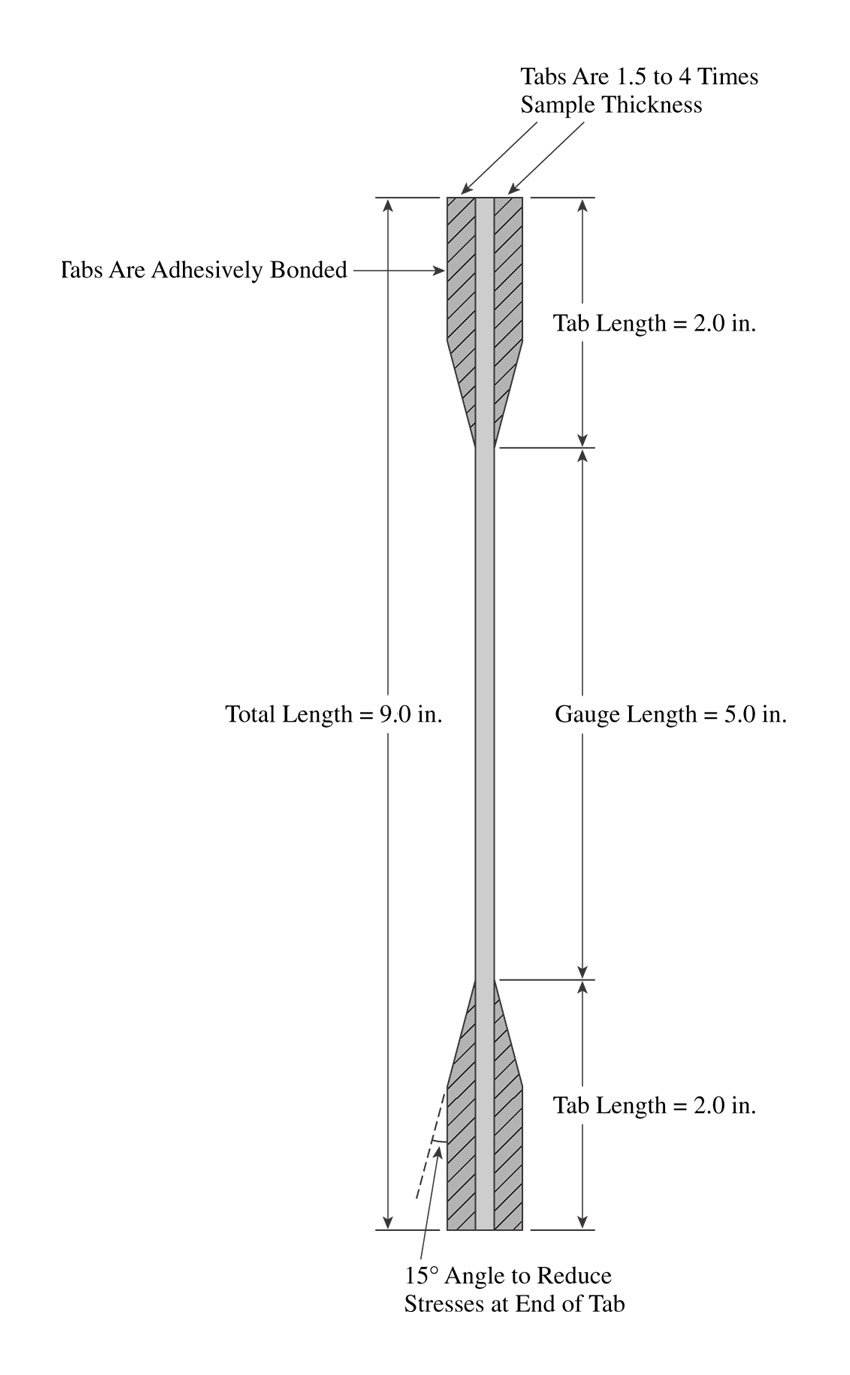 Tabs Are 1.5 to 4 Times
Sample Thickness
Tabs Are Adhesively Bonded
Tab Length = 2.0 in.
Total Length = 9.0 in.
Gauge Length = 5.0 in.
Tab Length = 2.0 in.
15° Angle to Reduce
Stresses at End of Tab